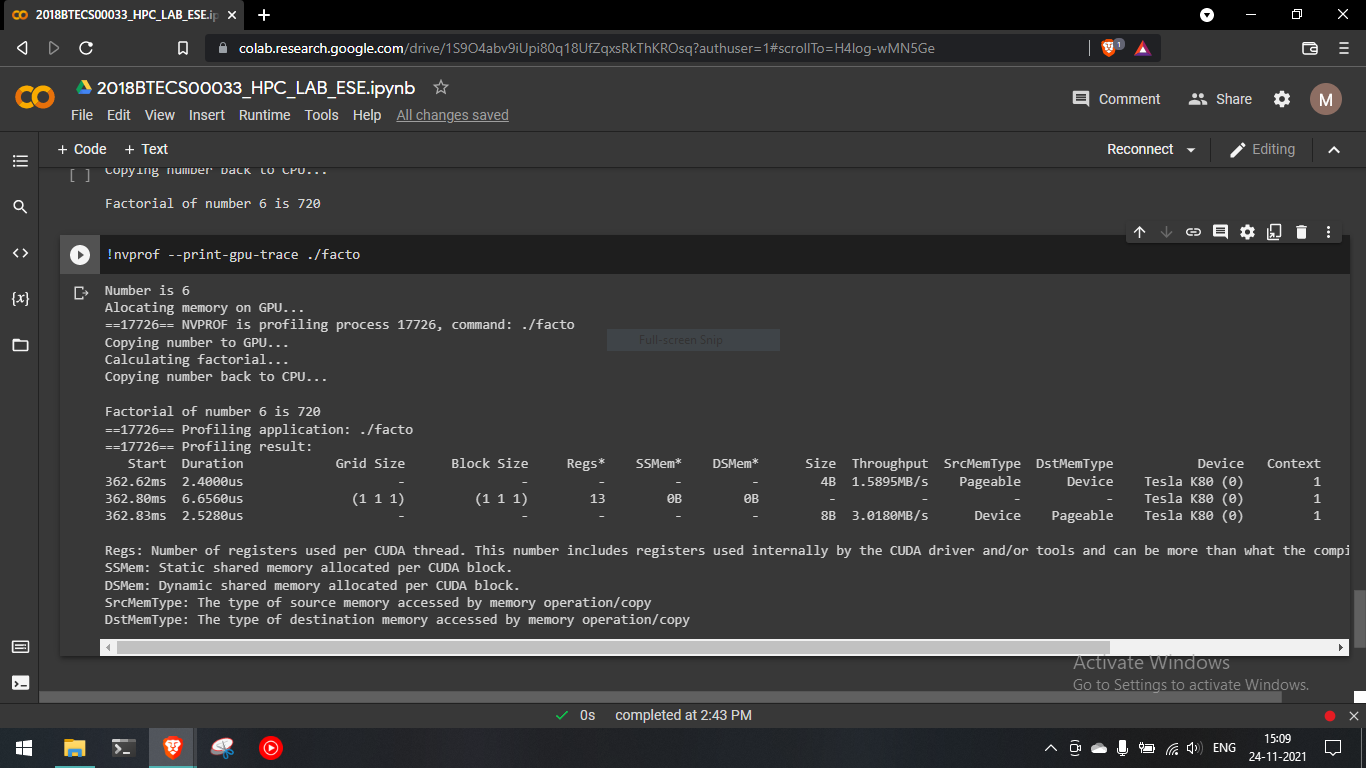 2018BTECS00033_HPC_LAB_ESE.ip
colab.research.google.com/drive/1S9O4abv9iUpi80q18UfZqxsRkThKROsq?authuser=1#scrollTo=H4Iog-wMN5Ge
1
2018BTECS00033_HPC_LAB_ESE.ipynb
Comment Share M
File Edit View Insert Runtime Tools Help All changes saved
+ Code + Text Reconnect Editing
[ ] Copying number back to CPU...
Factorial of number 6 is 720
!nvprof --print-gpu-trace ./facto
Number is 6
Alocating memory on GPU...
==17726== NVPROF is profiling process 17726, command: ./facto
Full-screen Snip
Copying number to GPU...
Calculating factorial...
Copying number back to CPU...
Factorial of number 6 is 720
==17726== Profiling application: ./facto
==17726== Profiling result:
Start Duration Grid Size Block Size Regs* SSMem* DSMem* Size Throughput SrcMemType DstMemType Device Context
362.62ms 2.4000us - - - - - 4B 1.5895MB/s Pageable Device Tesla K80 (0) 1
362.80ms 6.6560us (1 1 1) (1 1 1) 13 0B 0B - - - - Tesla K80 (0) 1
362.83ms 2.5280us - - - - - 8B 3.0180MB/s Device Pageable Tesla K80 (0) 1
Regs: Number of registers used per CUDA thread. This number includes registers used internally by the CUDA driver and/or tools and can be more than what the compi
SSMem: Static shared memory allocated per CUDA block.
DSMem: Dynamic shared memory allocated per CUDA block.
SrcMemType: The type of source memory accessed by memory operation/copy
DstMemType: The type of destination memory accessed by memory operation/copy
Activate Windows
Go to Settings to activate Windows.
0s completed at 2:43 PM
ENG
15:09
24-11-2021